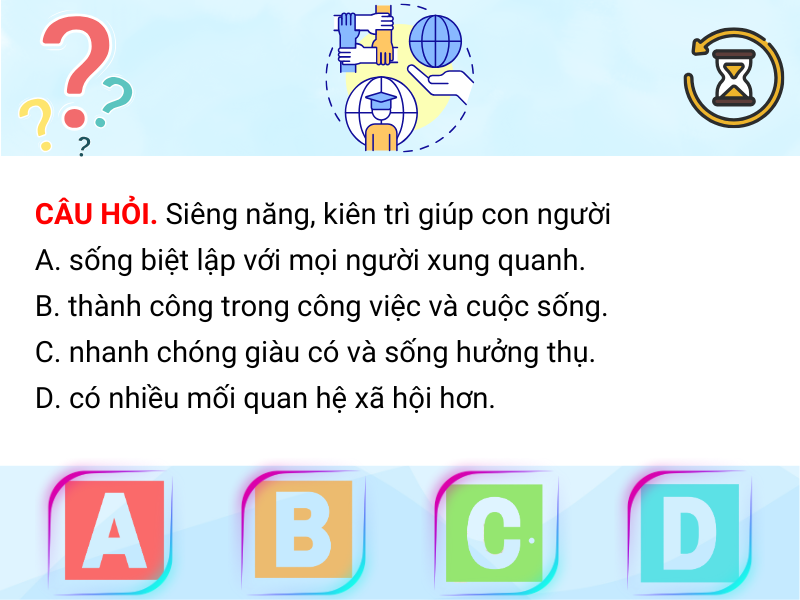 CÂU HỎI. Siêng năng, kiên trì giúp con người
A. sống biệt lập với mọi người xung quanh.
B. thành công trong công việc và cuộc sống.
C. nhanh chóng giàu có và sống hưởng thụ.
D. có nhiều mối quan hệ xã hội hơn.
A B C D